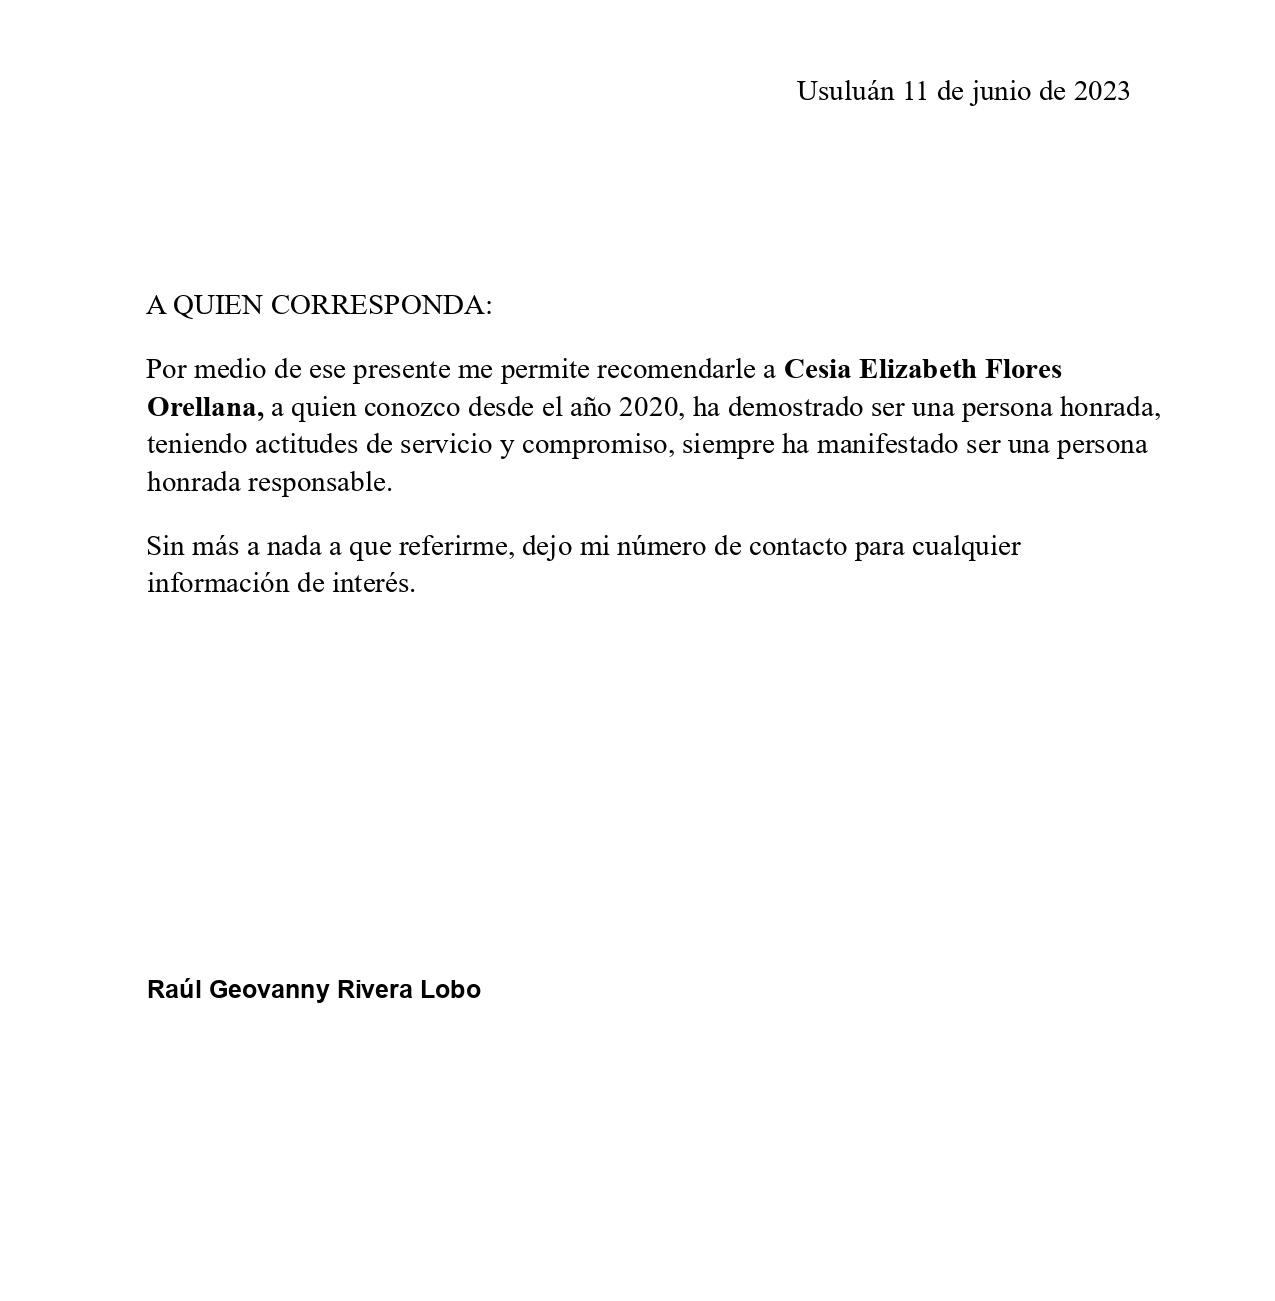 Usuluán 11 de junio de 2023
A QUIEN CORRESPONDA:
Por medio de ese presente me permite recomendarle a Cesia Elizabeth Flores
Orellana, a quien conozco desde el año 2020, ha demostrado ser una persona honrada,
teniendo actitudes de servicio y compromiso, siempre ha manifestado ser una persona
honrada responsable.
Sin más a nada a que referirme, dejo mi número de contacto para cualquier
información de interés.
Raúl Geovanny Rivera Lobo